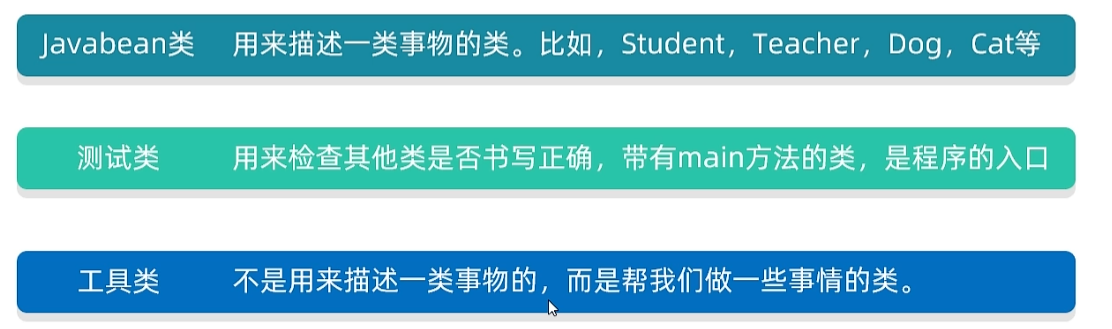 Javabean类 用来描述一类事物的类。比如，Student，Teacher，Dog，Cat等
测试类 用来检查其他类是否书写正确，带有main方法的类，是程序的入口
工具类 不是用来描述一类事物的，而是帮我们做一些事情的类。